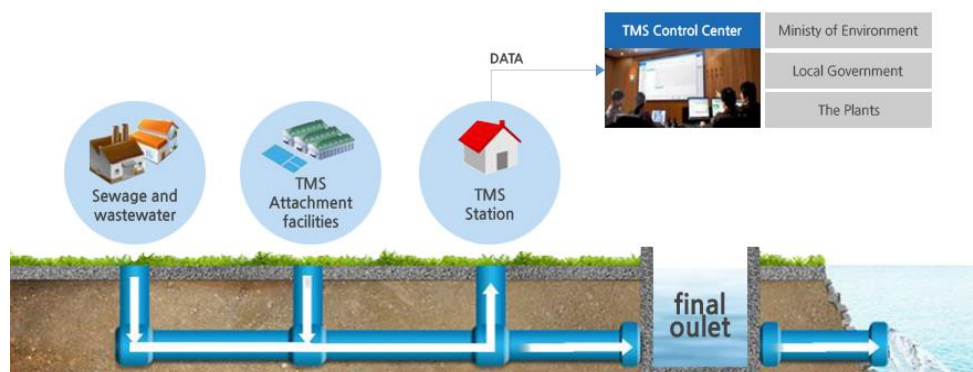 TMS Control Center
Ministy of Environment
DATA
Local Government
The Plants
Sewage and
wastewater
TMS
Attachment
facilities
TMS
Station
final
oulet